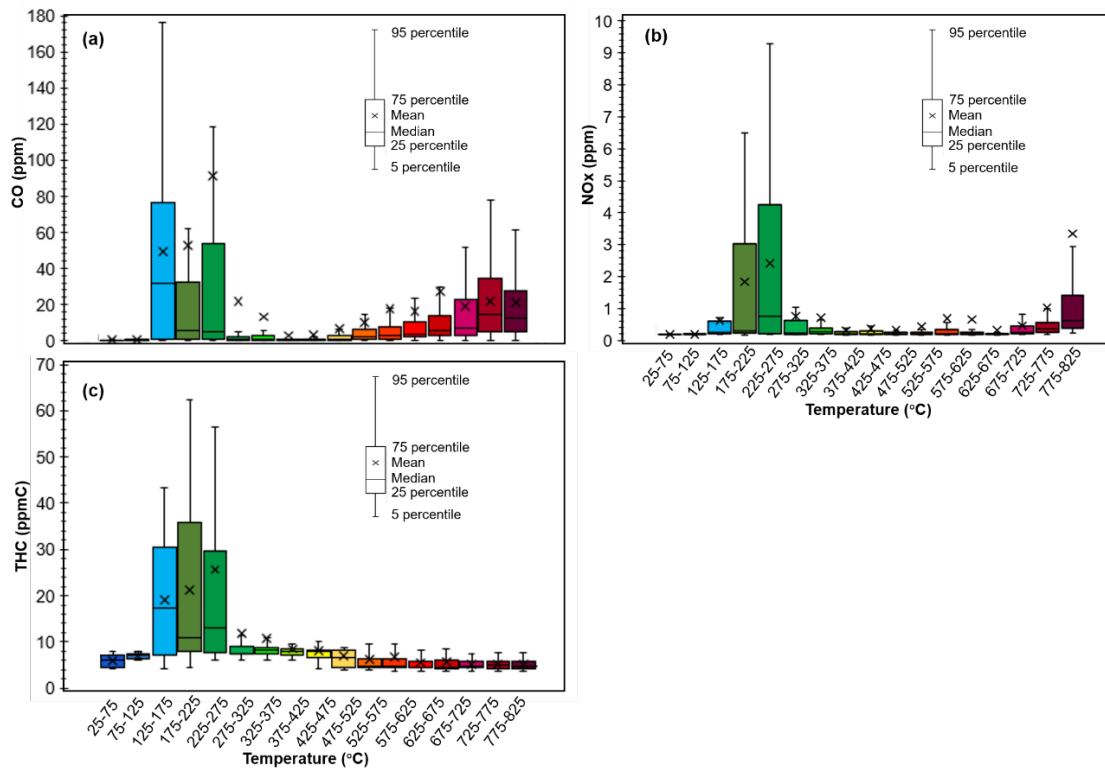 (a)
CO (ppm)
180
160
140
120
100
80
60
40
20
0
95 percentile
75 percentile
Mean
Median
25 percentile
5 percentile
(b)
NOx (ppm)
10
9
8
7
6
5
4
3
2
1
0
95 percentile
75 percentile
Mean
Median
25 percentile
5 percentile
25-75
75-125
125-175
175-225
225-275
275-325
325-375
375-425
425-475
475-525
525-575
575-625
625-675
675-725
725-775
775-825
Temperature (°C)
(c)
THC (ppmC)
70
60
50
40
30
20
10
0
95 percentile
75 percentile
Mean
Median
25 percentile
5 percentile
25-75
75-125
125-175
175-225
225-275
275-325
325-375
375-425
425-475
475-525
525-575
575-625
625-675
675-725
725-775
775-825
Temperature (°C)